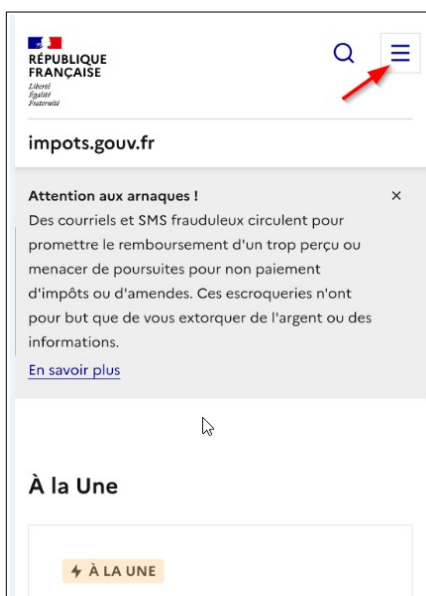 RÉPUBLIQUE
FRANÇAISE
Liberté
Égalité
Fraternité
impots.gouv.fr
Attention aux arnaques !
Des courriels et SMS frauduleux circulent pour
promettre le remboursement d'un trop perçu ou
menacer de poursuites pour non paiement
d'impôts ou d'amendes. Ces escroqueries n'ont
pour but que de vous extorquer de l'argent ou des
informations.
En savoir plus
À la Une
À LA UNE